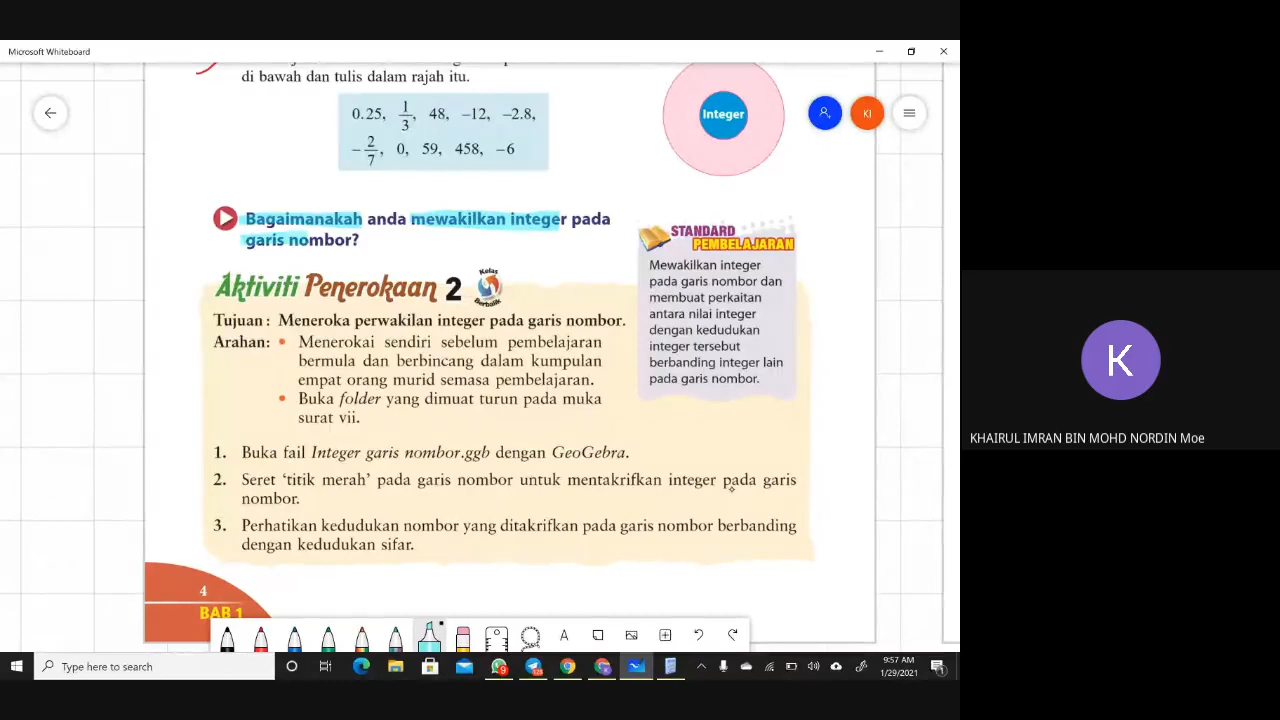 Microsoft Whiteboard
di bawah dan tulis dalam rajah itu.
0.25, 1/3, 48, −12, −2.8,
−2/7, 0, 59, 458, −6
Integer
KI
Bagaimanakah anda mewakilkan integer pada
garis nombor?
STANDARD
PEMBELAJARAN
Mewakilkan integer
pada garis nombor dan
membuat perkaitan
antara nilai integer
dengan kedudukan
integer tersebut
berbanding integer lain
pada garis nombor.
Aktiviti Penerokaan 2
Kelas
Berbalik
Tujuan : Meneroka perwakilan integer pada garis nombor.
Arahan: • Menerokai sendiri sebelum pembelajaran
bermula dan berbincang dalam kumpulan
empat orang murid semasa pembelajaran.
• Buka folder yang dimuat turun pada muka
surat vii.
1. Buka fail Integer garis nombor.ggb dengan GeoGebra.
2. Seret ‘titik merah’ pada garis nombor untuk mentakrifkan integer pada garis
nombor.
3. Perhatikan kedudukan nombor yang ditakrifkan pada garis nombor berbanding
dengan kedudukan sifar.
4
BAB 1
A
K
KHAIRUL IMRAN BIN MOHD NORDIN Moe
Type here to search
9:57 AM
1/29/2021